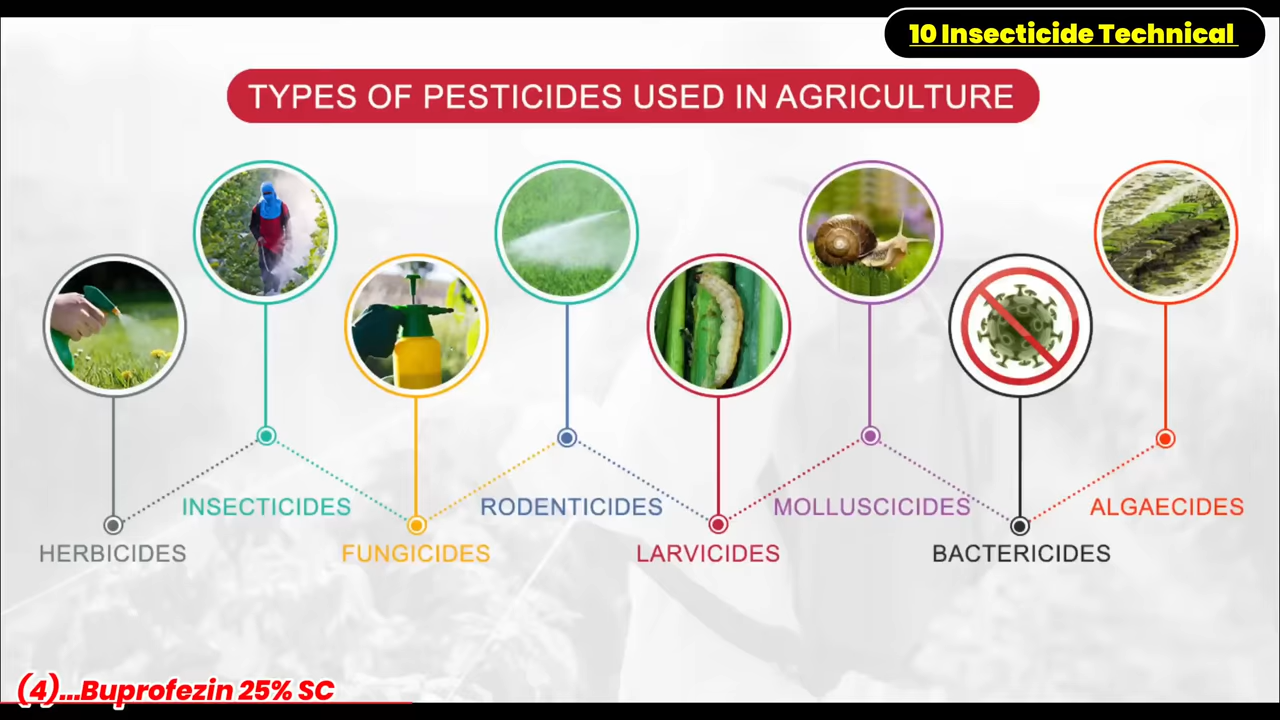 10 Insecticide Technical
TYPES OF PESTICIDES USED IN AGRICULTURE
INSECTICIDES
RODENTICIDES
MOLLUSCICIDES
ALGAECIDES
HERBICIDES
FUNGICIDES
LARVICIDES
BACTERICIDES
(4)...Buprofezin 25% SC